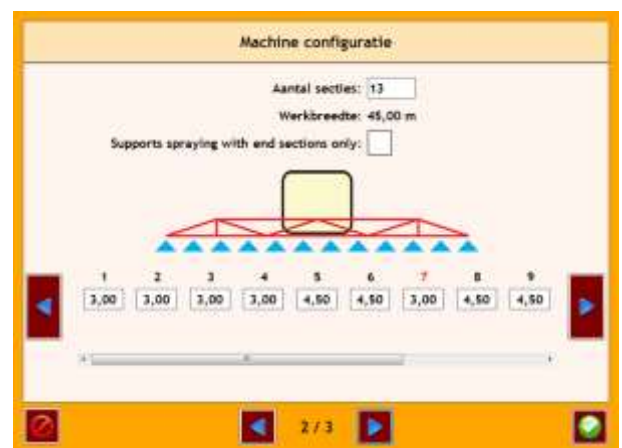 Machine configuratie
Aantal secties: 13
Werkbreedte: 45,00 m
Supports spraying with end sections only:
1 2 3 4 5 6 7 8 9
3,00 3,00 3,00 3,00 4,50 4,50 3,00 4,50 4,50
2 / 3